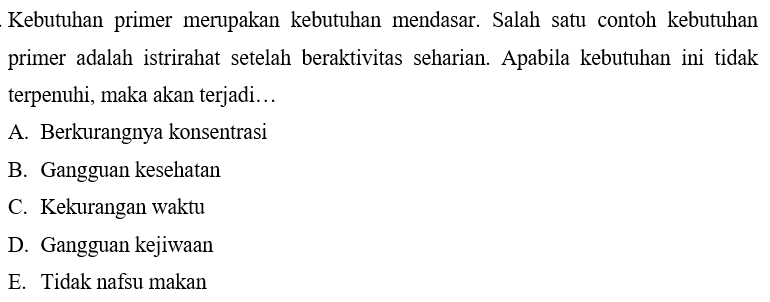 . Kebutuhan primer merupakan kebutuhan mendasar. Salah satu contoh kebutuhan
primer adalah istrirahat setelah beraktivitas seharian. Apabila kebutuhan ini tidak
terpenuhi, maka akan terjadi…
A. Berkurangnya konsentrasi
B. Gangguan kesehatan
C. Kekurangan waktu
D. Gangguan kejiwaan
E. Tidak nafsu makan